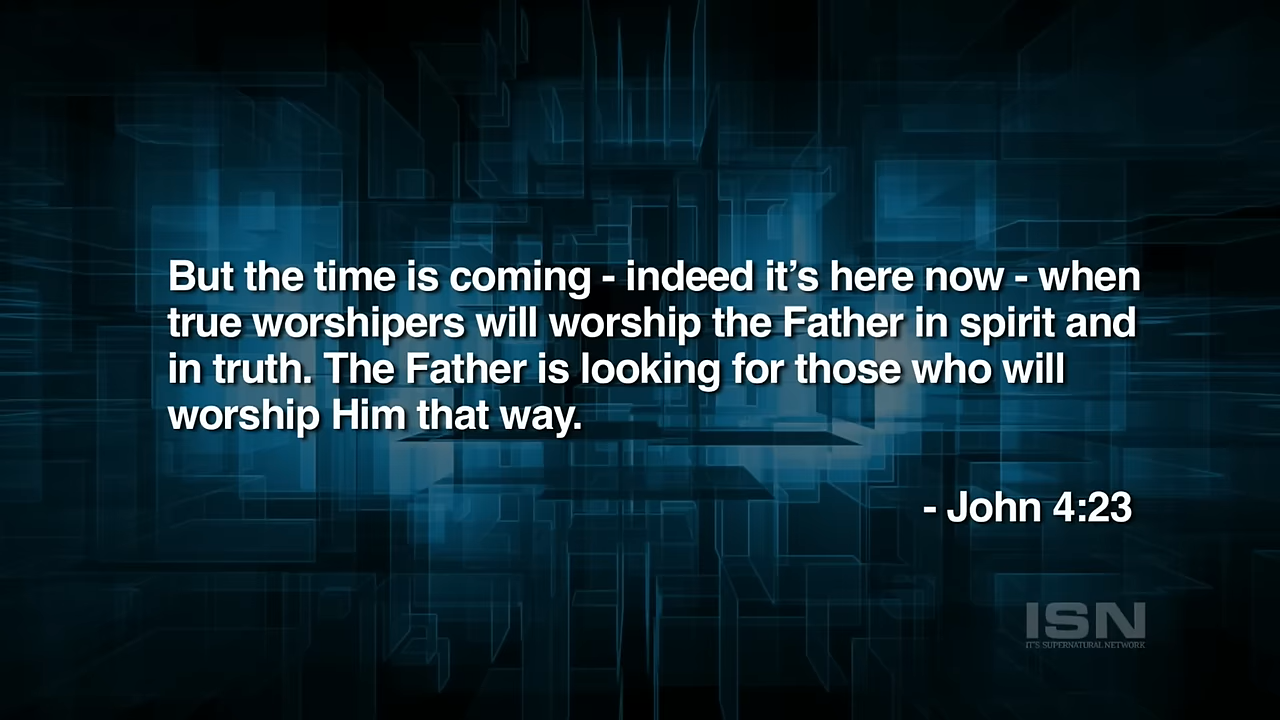 But the time is coming - indeed it’s here now - when
true worshipers will worship the Father in spirit and
in truth. The Father is looking for those who will
worship Him that way.
- John 4:23
ISN
IT'S SUPERNATURAL NETWORK